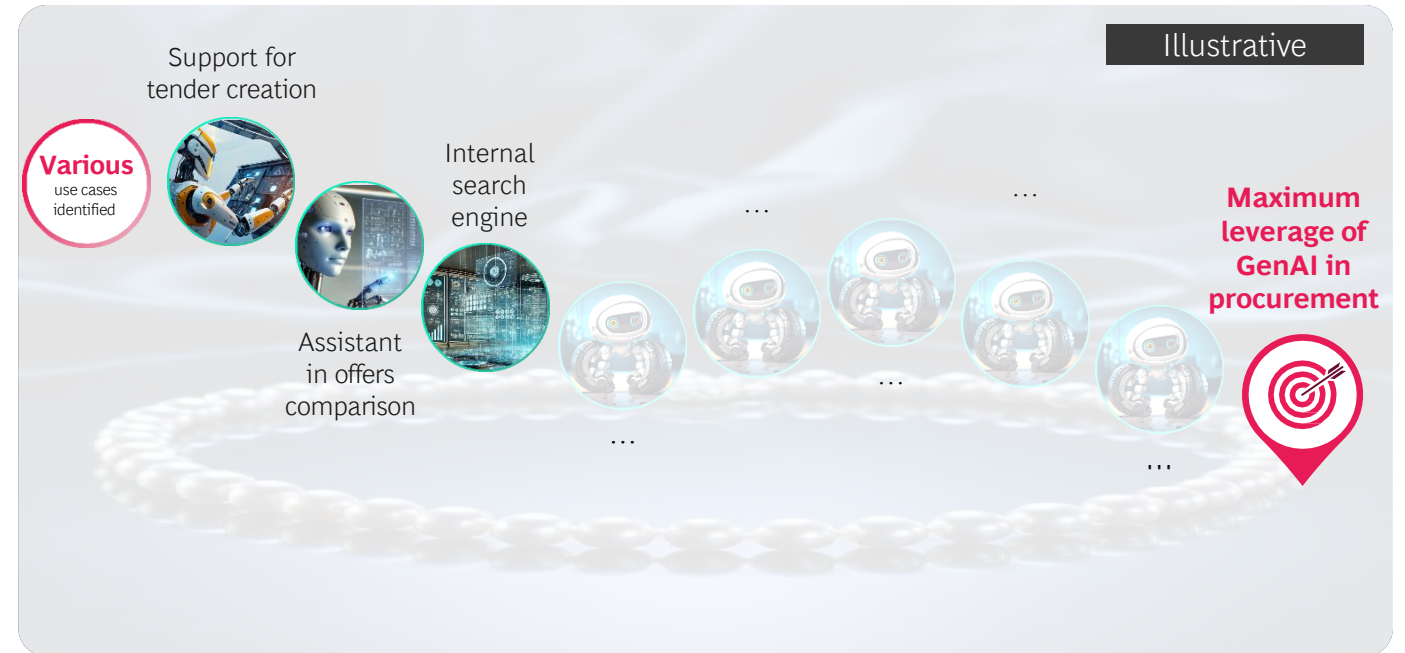 Illustrative
Support for
tender creation
Various
use cases
identified
Internal
search
engine
Assistant
in offers
comparison
...
...
...
...
...
Maximum
leverage of
GenAI in
procurement